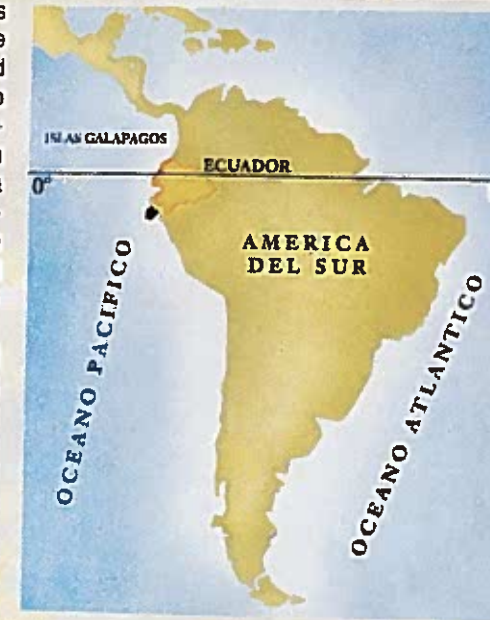 s
e
d
o
ISLAS GALAPAGOS
ECUADOR
0°
AMERICA
DEL SUR
OCEANO PACIFICO
OCEANO ATLANTICO